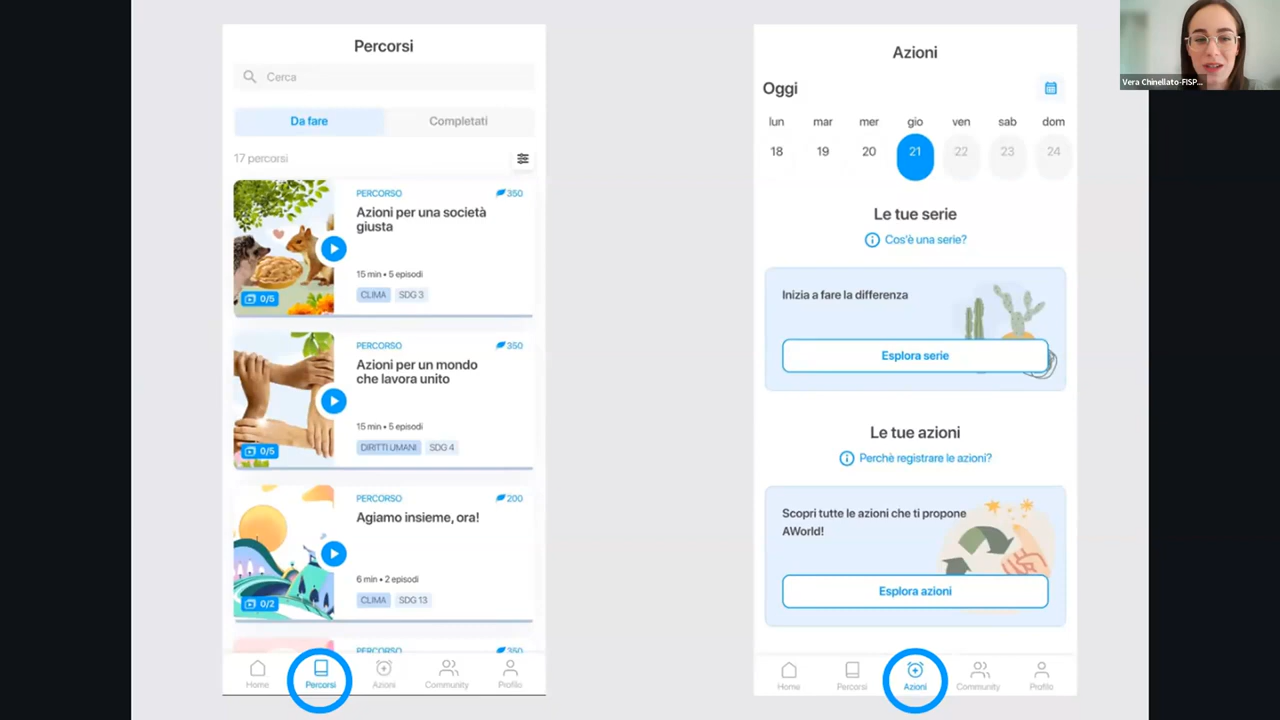 Percorsi
Cerca
Da fare
Completati
17 percorsi
PERCORSO
350
Azioni per una società
giusta
15 min • 5 episodi
0/5
CLIMA
SDG 3
PERCORSO
350
Azioni per un mondo
che lavora unito
15 min • 5 episodi
0/5
DIRITTI UMANI
SDG 4
PERCORSO
200
Agiamo insieme, ora!
6 min • 2 episodi
0/2
CLIMA
SDG 13
PERCORSO
350
Home
Percorsi
Azioni
Community
Profilo
Azioni
Oggi
lun
mar
mer
gio
ven
sab
dom
18
19
20
21
22
23
24
Le tue serie
Cos'è una serie?
Inizia a fare la differenza
Esplora serie
Le tue azioni
Perchè registrare le azioni?
Scopri tutte le azioni che ti propone
AWorld!
Esplora azioni
Home
Percorsi
Azioni
Community
Profilo
Vera Chinellato-FISP...